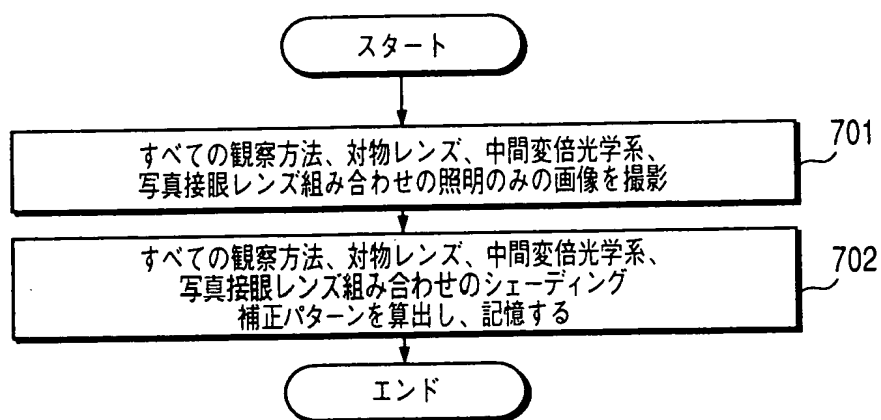 スタート
すべての観察方法、対物レンズ、中間変倍光学系、
写真接眼レンズ組み合わせの照明のみの画像を撮影
701
すべての観察方法、対物レンズ、中間変倍光学系、
写真接眼レンズ組み合わせのシェーディング
補正パターンを算出し、記憶する
702
エンド